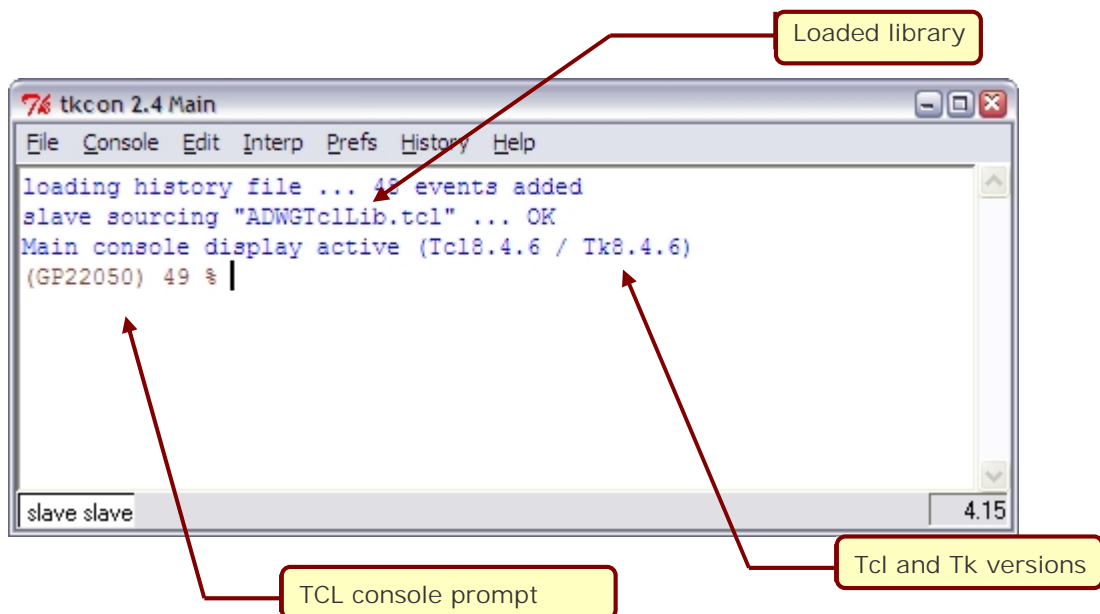 Loaded library
tkcon 2.4 Main
File Console Edit Interp Prefs History Help
loading history file ... 48 events added
slave sourcing "ADWGTclLib.tcl" ... OK
Main console display active (Tcl8.4.6 / Tk8.4.6)
(GP22050) 49 %
slave slave
4.15
Tcl and Tk versions
TCL console prompt